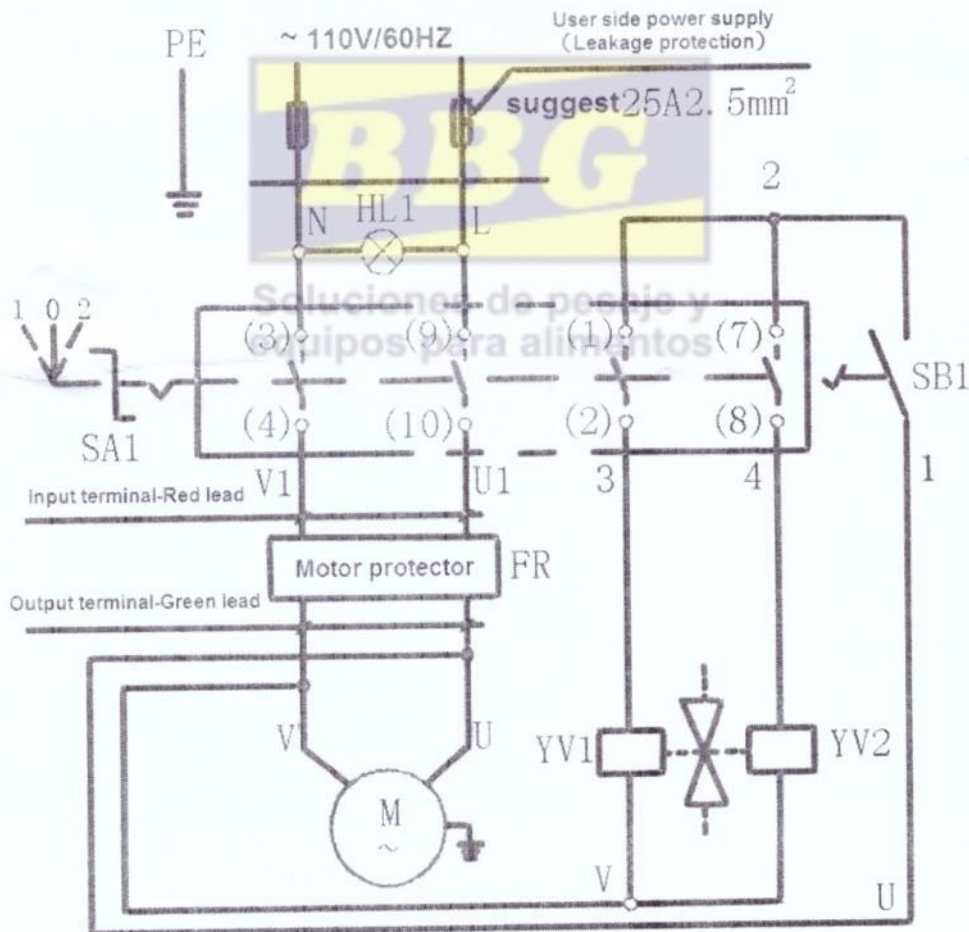 PE
~ 110V/60HZ
User side power supply
(Leakage protection)
suggest25A2.5mm²
BBG
N
HL1
L
2
Soluciones de pesaje y
equipos para alimentos
1 0 2
(3)
(9)
(1)
(7)
SB1
SA1
(4)
(10)
(2)
(8)
V1
U1
3
4
1
Input terminal-Red lead
Motor protector
FR
Output terminal-Green lead
V
U
YV1
YV2
M
~
V
U